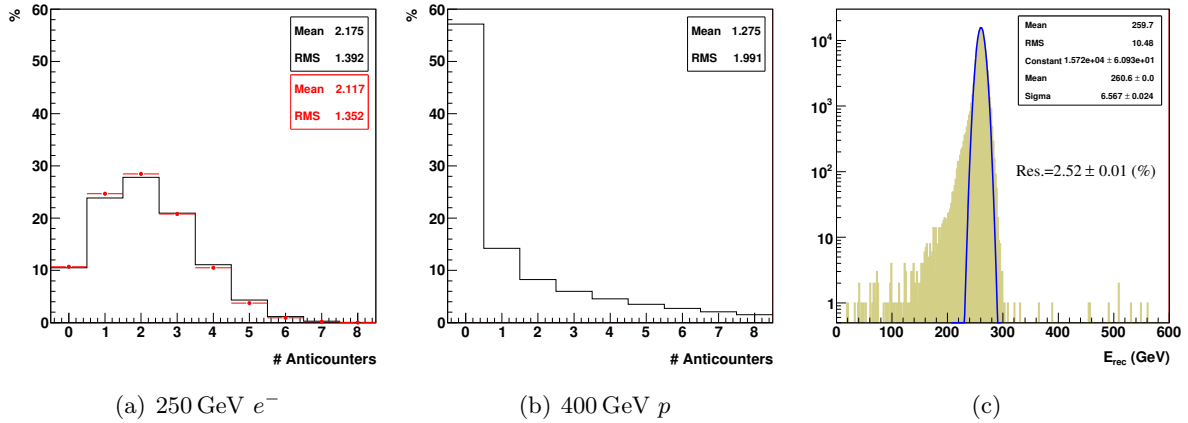 %
60
50
40
30
20
10
0
Mean 2.175
RMS 1.392
Mean 2.117
RMS 1.352
0 1 2 3 4 5 6 7 8
# Anticounters
(a) 250 GeV e⁻
%
60
50
40
30
20
10
0
Mean 1.275
RMS 1.991
0 1 2 3 4 5 6 7 8
# Anticounters
(b) 400 GeV p
10⁴
10³
10²
10
1
Mean 259.7
RMS 10.48
Constant 1.572e+04 ± 6.093e+01
Mean 260.6 ± 0.0
Sigma 6.567 ± 0.024
Res.=2.52 ± 0.01 (%)
0 100 200 300 400 500 600
E_rec (GeV)
(c)